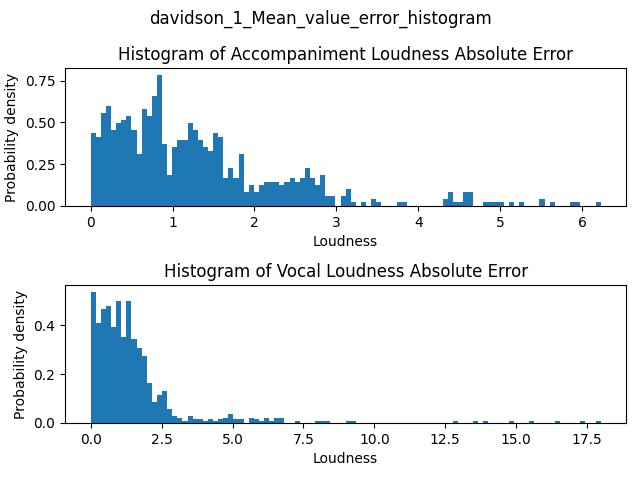 davidson_1_Mean_value_error_histogram
Histogram of Accompaniment Loudness Absolute Error
Probability density
0.75
0.50
0.25
0.00
0 1 2 3 4 5 6
Loudness
Histogram of Vocal Loudness Absolute Error
Probability density
0.4
0.2
0.0
0.0 2.5 5.0 7.5 10.0 12.5 15.0 17.5
Loudness